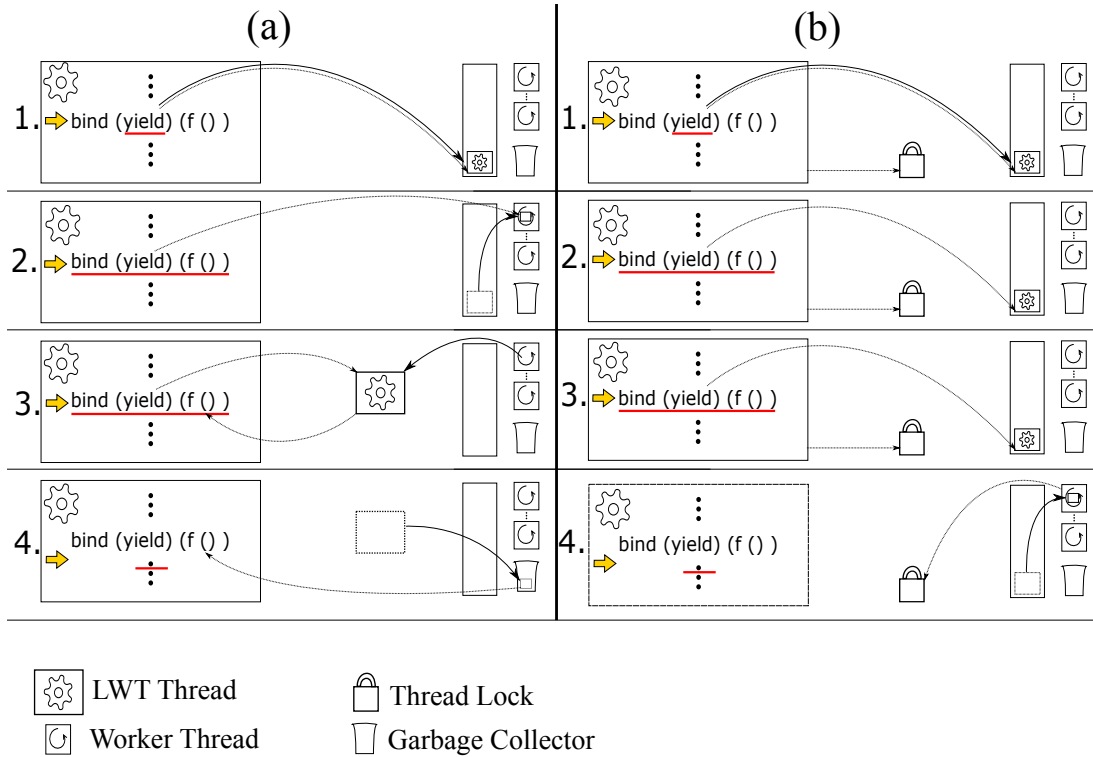 (a)
(b)
1. bind (yield) (f () )
1. bind (yield) (f () )
2. bind (yield) (f () )
2. bind (yield) (f () )
3. bind (yield) (f () )
3. bind (yield) (f () )
4. bind (yield) (f () )
4. bind (yield) (f () )
LWT Thread
Thread Lock
Worker Thread
Garbage Collector